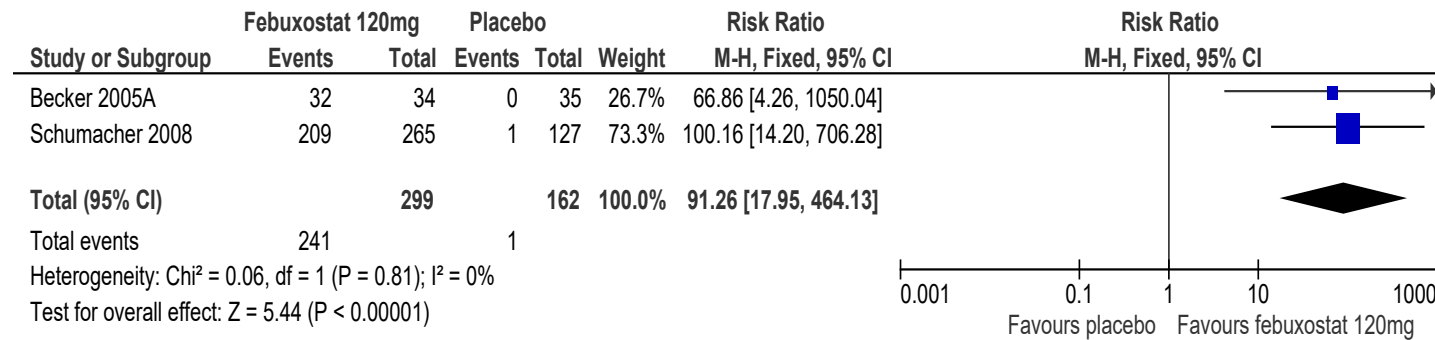 Febuxostat 120mg Placebo Risk Ratio Risk Ratio
Study or Subgroup Events Total Events Total Weight M-H, Fixed, 95% CI M-H, Fixed, 95% CI
Becker 2005A 32 34 0 35 26.7% 66.86 [4.26, 1050.04]
Schumacher 2008 209 265 1 127 73.3% 100.16 [14.20, 706.28]
Total (95% CI) 299 162 100.0% 91.26 [17.95, 464.13]
Total events 241 1
Heterogeneity: Chi² = 0.06, df = 1 (P = 0.81); I² = 0%
Test for overall effect: Z = 5.44 (P < 0.00001)
0.001 0.1 1 10 1000
Favours placebo Favours febuxostat 120mg